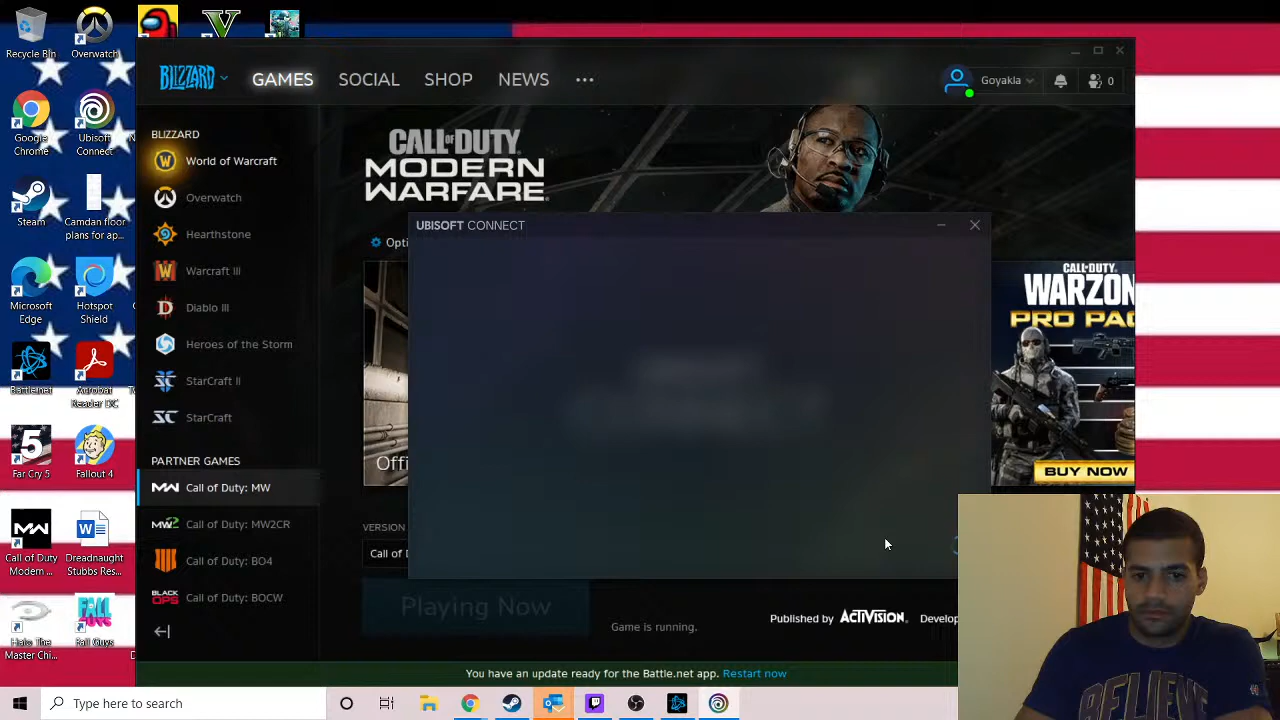 Recycle Bin
Overwatch
Google Chrome
Ubisoft Connect
Steam
Camdan floor plans for ap...
Microsoft Edge
Hotspot Shield
Battle.net
Acrobat Reader DC
Far Cry 5
Fallout 4
Call of Duty Modern ...
Dreadnaught Stubbs Res...
Halo The Master Chi...
Fall Guys
BLIZZARD
GAMES
SOCIAL
SHOP
NEWS
Goyakla
0
BLIZZARD
World of Warcraft
Overwatch
Hearthstone
Warcraft III
Diablo III
Heroes of the Storm
StarCraft II
StarCraft
PARTNER GAMES
Call of Duty: MW
Call of Duty: MW2CR
Call of Duty: BO4
Call of Duty: BOCW
CALL OF DUTY
MODERN
WARFARE
Opti
UBISOFT CONNECT
Offi
CALL OF DUTY
WARZON
PRO PAC
BUY NOW
VERSION
Call of D
Playing Now
Game is running.
Published by ACTIVISION. Develop
You have an update ready for the Battle.net app. Restart now
Type here to search
BELIEVE